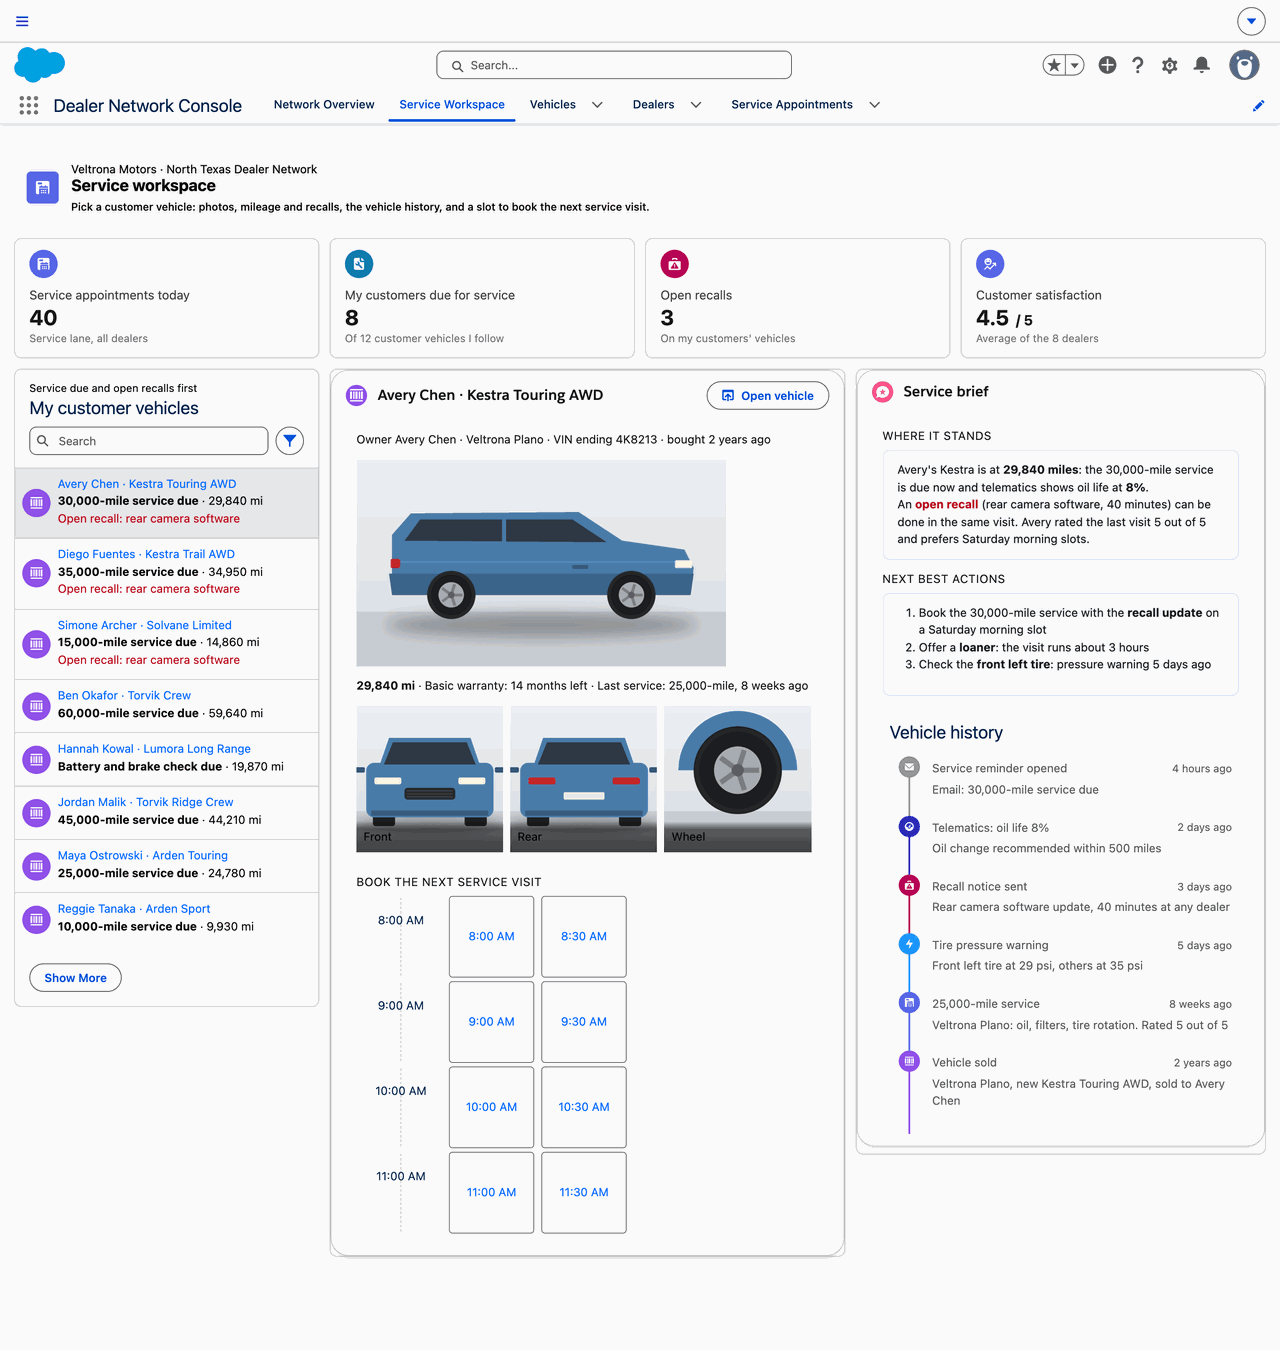 Search...
Dealer Network Console
Network Overview
Service Workspace
Vehicles
Dealers
Service Appointments
Veltrona Motors · North Texas Dealer Network
Service workspace
Pick a customer vehicle: photos, mileage and recalls, the vehicle history, and a slot to book the next service visit.
Service appointments today
40
Service lane, all dealers
My customers due for service
8
Of 12 customer vehicles I follow
Open recalls
3
On my customers' vehicles
Customer satisfaction
4.5 / 5
Average of the 8 dealers
Service due and open recalls first
My customer vehicles
Search
Avery Chen · Kestra Touring AWD
30,000-mile service due · 29,840 mi
Open recall: rear camera software
Diego Fuentes · Kestra Trail AWD
35,000-mile service due · 34,950 mi
Open recall: rear camera software
Simone Archer · Solvane Limited
15,000-mile service due · 14,860 mi
Open recall: rear camera software
Ben Okafor · Torvik Crew
60,000-mile service due · 59,640 mi
Hannah Kowal · Lumora Long Range
Battery and brake check due · 19,870 mi
Jordan Malik · Torvik Ridge Crew
45,000-mile service due · 44,210 mi
Maya Ostrowski · Arden Touring
25,000-mile service due · 24,780 mi
Reggie Tanaka · Arden Sport
10,000-mile service due · 9,930 mi
Show More
Avery Chen · Kestra Touring AWD
Open vehicle
Owner Avery Chen · Veltrona Plano · VIN ending 4K8213 · bought 2 years ago
29,840 mi · Basic warranty: 14 months left · Last service: 25,000-mile, 8 weeks ago
Front
Rear
Wheel
BOOK THE NEXT SERVICE VISIT
8:00 AM
8:00 AM
8:30 AM
9:00 AM
9:00 AM
9:30 AM
10:00 AM
10:00 AM
10:30 AM
11:00 AM
11:00 AM
11:30 AM
Service brief
WHERE IT STANDS
Avery's Kestra is at 29,840 miles: the 30,000-mile service
is due now and telematics shows oil life at 8%.
An open recall (rear camera software, 40 minutes) can be
done in the same visit. Avery rated the last visit 5 out of 5
and prefers Saturday morning slots.
NEXT BEST ACTIONS
1. Book the 30,000-mile service with the recall update on
a Saturday morning slot
2. Offer a loaner: the visit runs about 3 hours
3. Check the front left tire: pressure warning 5 days ago
Vehicle history
Service reminder opened
4 hours ago
Email: 30,000-mile service due
Telematics: oil life 8%
2 days ago
Oil change recommended within 500 miles
Recall notice sent
3 days ago
Rear camera software update, 40 minutes at any dealer
Tire pressure warning
5 days ago
Front left tire at 29 psi, others at 35 psi
25,000-mile service
8 weeks ago
Veltrona Plano: oil, filters, tire rotation. Rated 5 out of 5
Vehicle sold
2 years ago
Veltrona Plano, new Kestra Touring AWD, sold to Avery
Chen